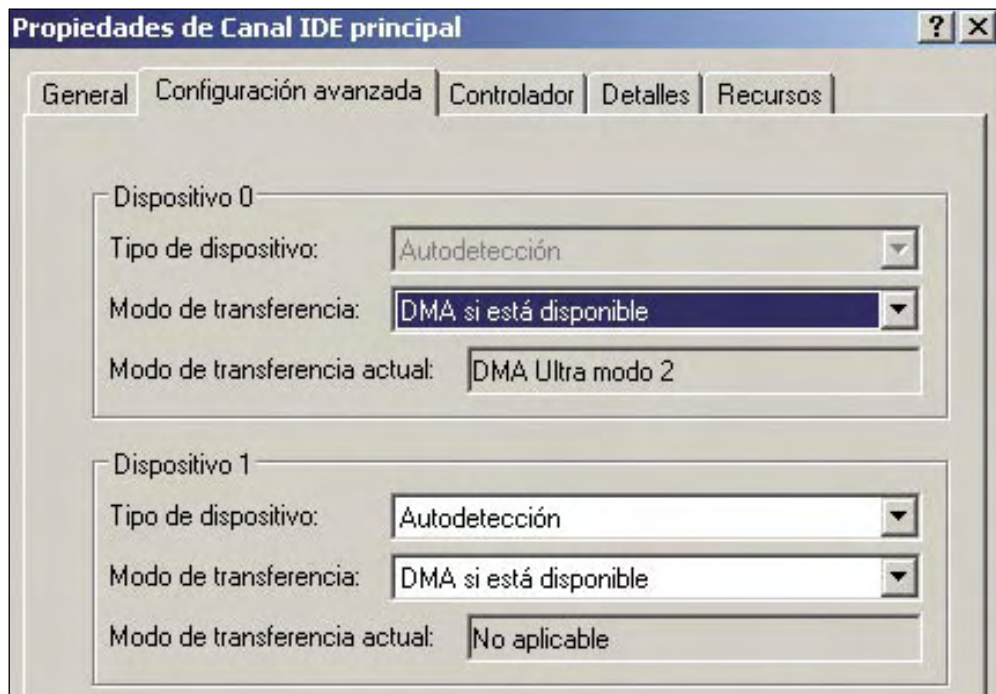 Propiedades de Canal IDE principal
General Configuración avanzada Controlador Detalles Recursos
Dispositivo 0
Tipo de dispositivo: Autodetección
Modo de transferencia: DMA si está disponible
Modo de transferencia actual: DMA Ultra modo 2
Dispositivo 1
Tipo de dispositivo: Autodetección
Modo de transferencia: DMA si está disponible
Modo de transferencia actual: No aplicable